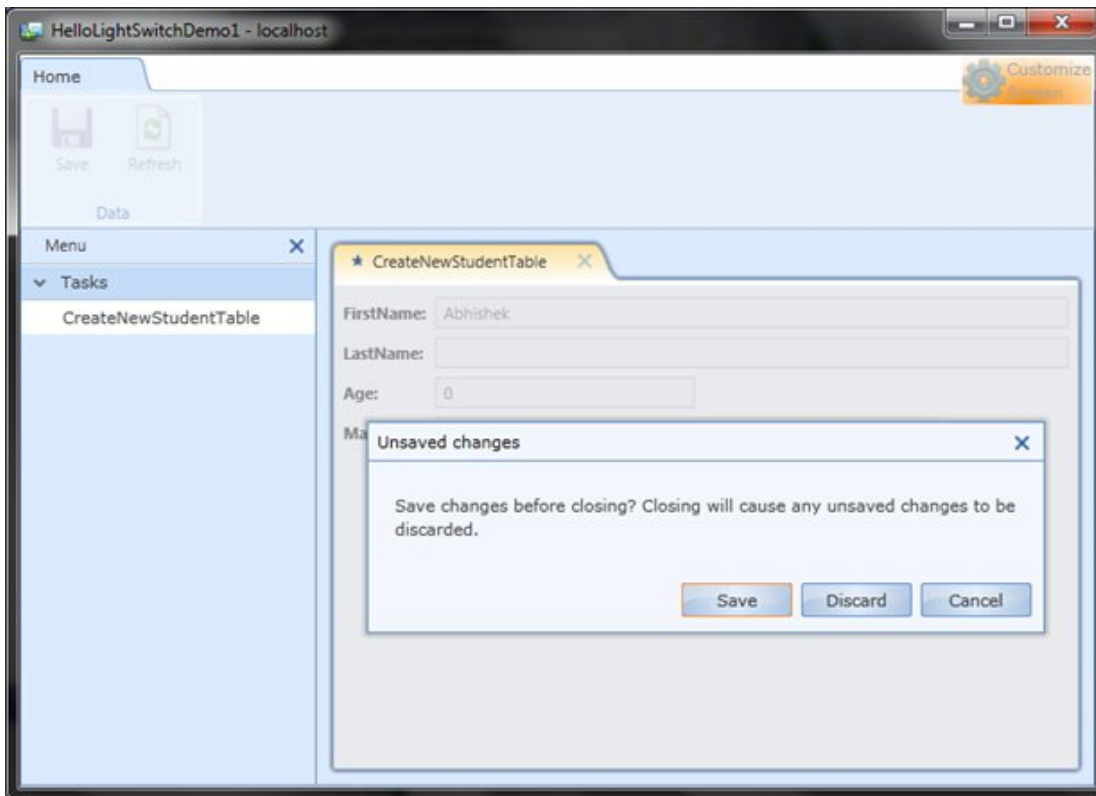 HelloLightSwitchDemo1 - localhost
Home
Customize
Screen
Save
Refresh
Data
Menu
Tasks
CreateNewStudentTable
CreateNewStudentTable
FirstName: Abhishek
LastName:
Age: 0
Ma
Unsaved changes
Save changes before closing? Closing will cause any unsaved changes to be
discarded.
Save
Discard
Cancel